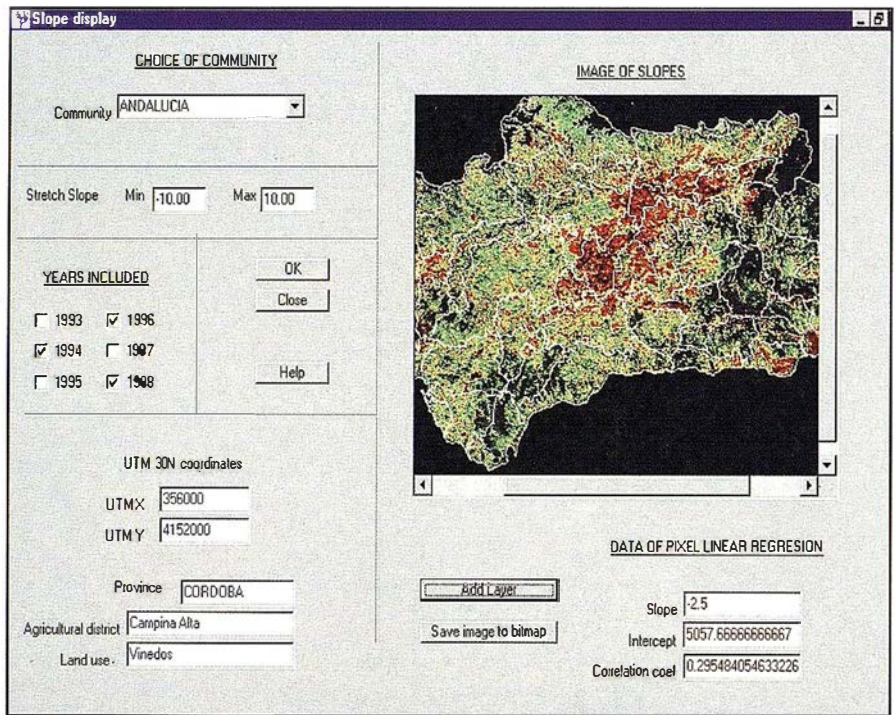 Slope display
CHOICE OF COMMUNITY
Community ANDALUCIA
Stretch Slope Min -10.00 Max 10.00
YEARS INCLUDED
1993 1996
1994 1997
1995 1998
OK
Close
Help
UTM 30N coordinates
UTMX 356000
UTMY 4152000
Province CORDOBA
Agricultural district Campina Alta
Land use Vinedos
IMAGE OF SLOPES
Add Layer
Save image to bitmap
DATA OF PIXEL LINEAR REGRESION
Slope -2.5
Intercept 5057.66666666667
Correlation coef 0.295484054633226